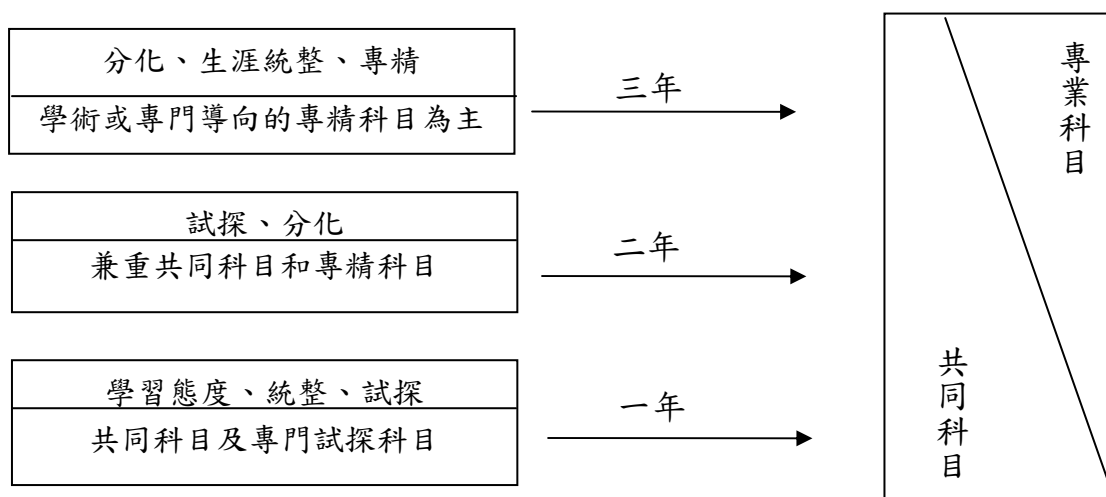 分化、生涯統整、專精
學術或專門導向的專精科目為主
三年
專業科目
試探、分化
兼重共同科目和專精科目
二年
學習態度、統整、試探
共同科目及專門試探科目
一年
共同科目